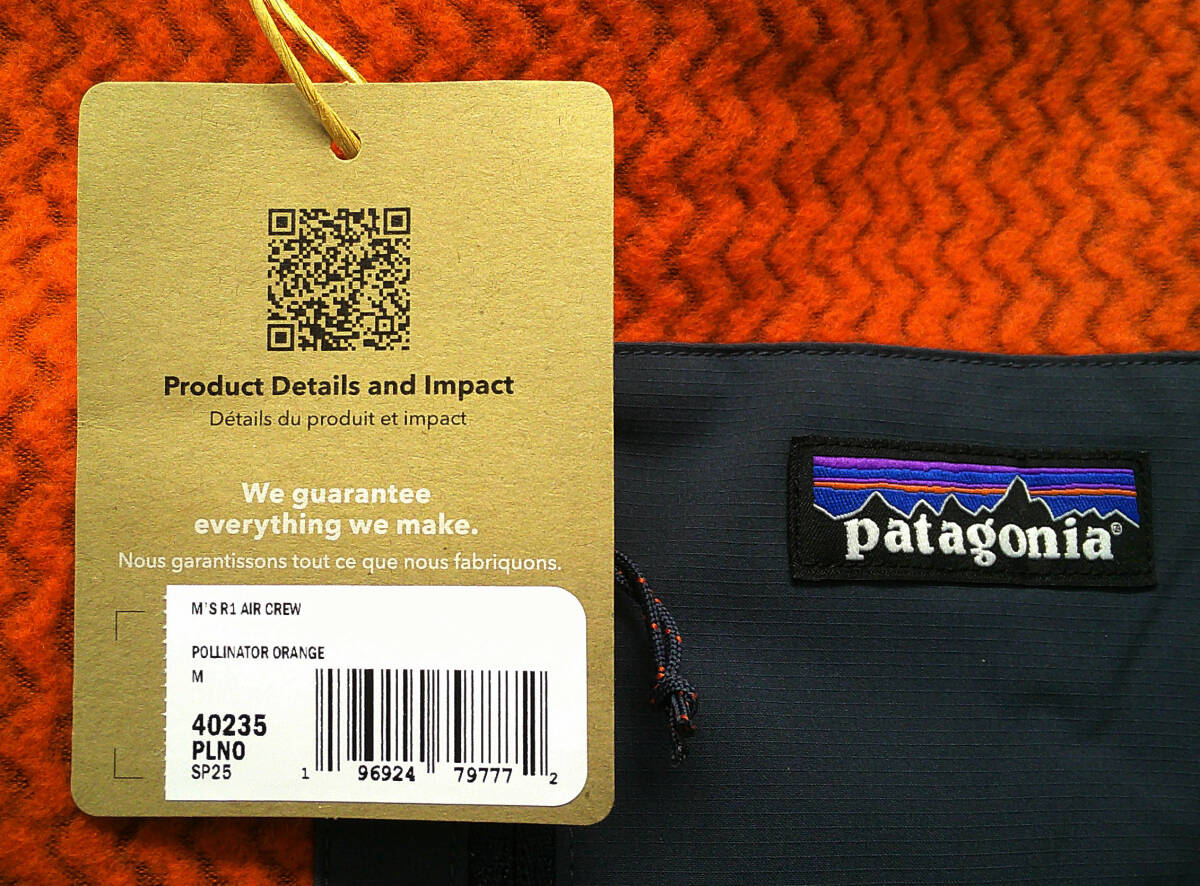 Product Details and Impact
Détails du produit et impact
We guarantee
everything we make.
Nous garantissons tout ce que nous fabriquons.
M'S R1 AIR CREW
POLLINATOR ORANGE
M
40235
PLNO
SP25
1 96924 79777 2
patagonia®